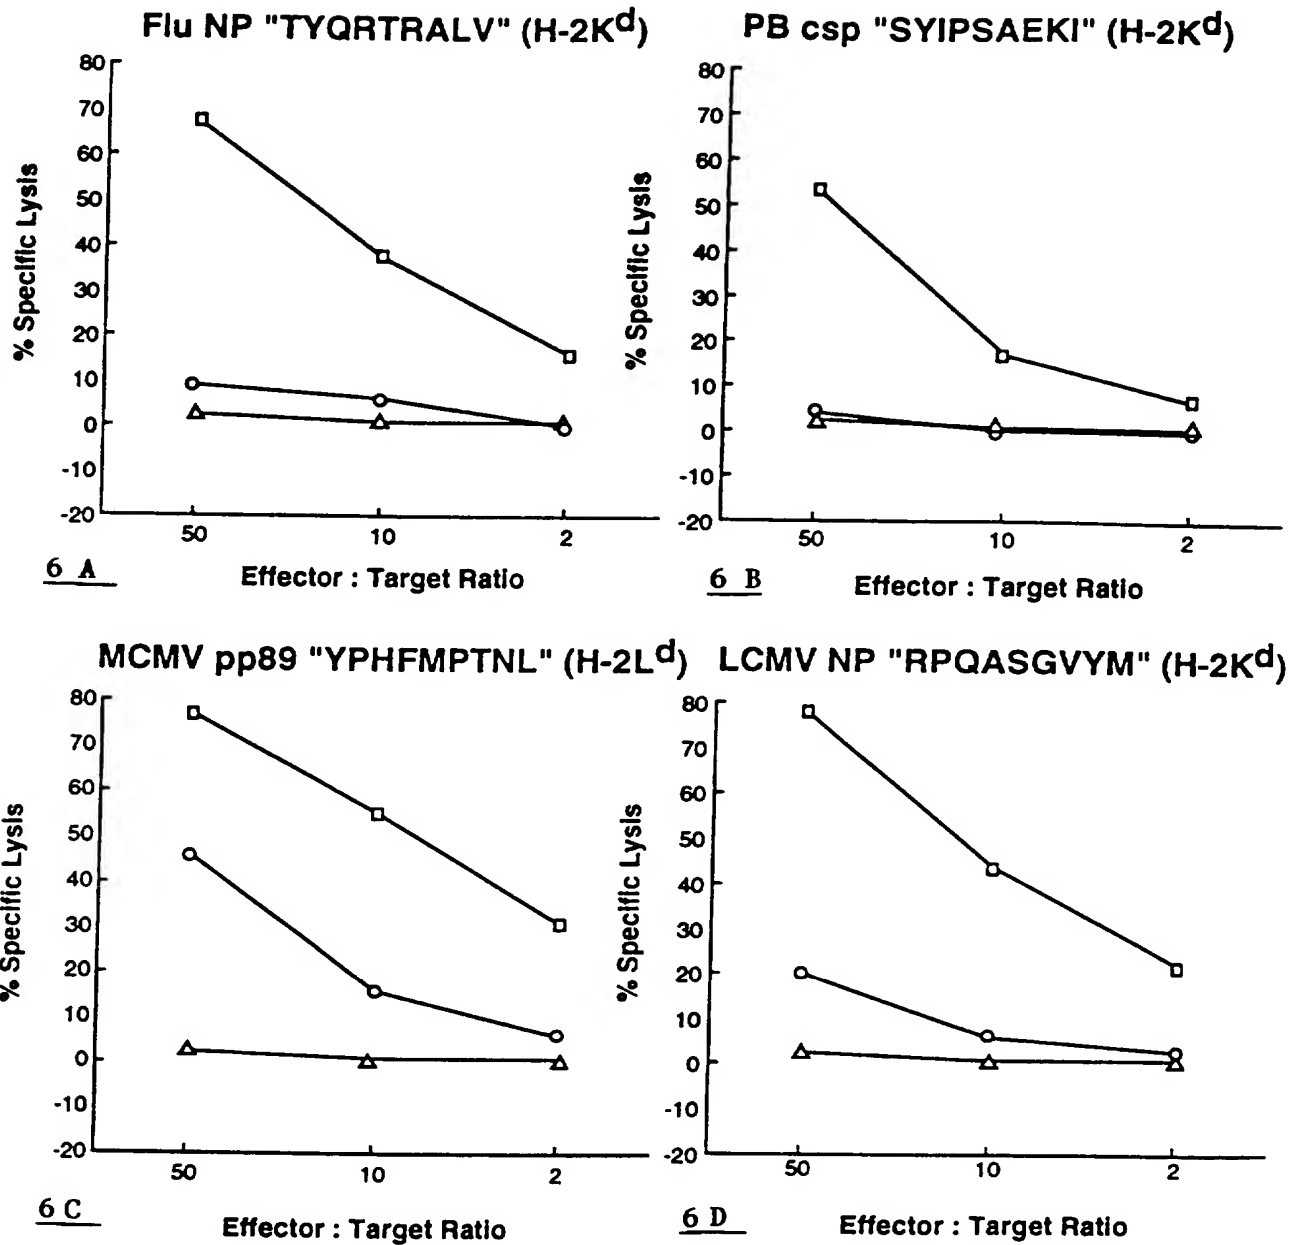 Flu NP "TYQRTRALV" (H-2Kd)
% Specific Lysis
80
70
60
50
40
30
20
10
0
-10
-20
50 10 2
6 A
Effector : Target Ratio
PB csp "SYIPSAEKI" (H-2Kd)
% Specific Lysis
80
70
60
50
40
30
20
10
0
-10
-20
50 10 2
6 B
Effector : Target Ratio
MCMV pp89 "YPHFMPTNL" (H-2Ld)
% Specific Lysis
80
70
60
50
40
30
20
10
0
-10
-20
50 10 2
6 C
Effector : Target Ratio
LCMV NP "RPQASGVYM" (H-2Kd)
% Specific Lysis
80
70
60
50
40
30
20
10
0
-10
-20
50 10 2
6 D
Effector : Target Ratio